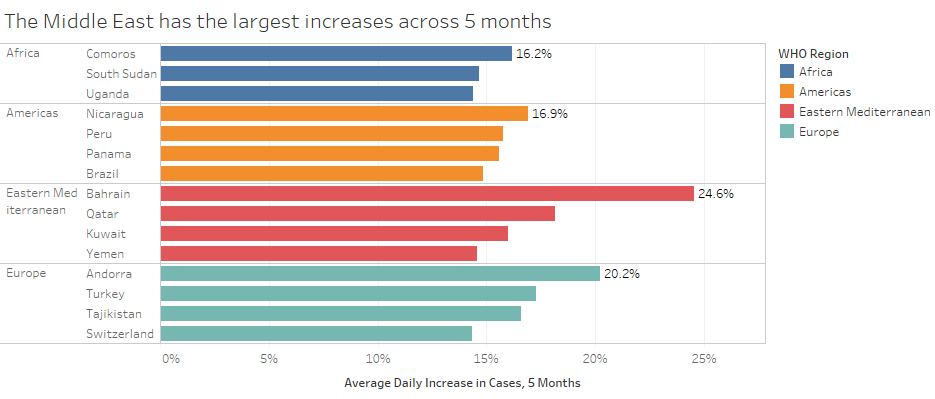 The Middle East has the largest increases across 5 months
Africa
Comoros
16.2%
South Sudan
Uganda
Americas
Nicaragua
16.9%
Peru
Panama
Brazil
Eastern Med
iterranean
Bahrain
24.6%
Qatar
Kuwait
Yemen
Europe
Andorra
20.2%
Turkey
Tajikistan
Switzerland
0% 5% 10% 15% 20% 25%
Average Daily Increase in Cases, 5 Months
WHO Region
Africa
Americas
Eastern Mediterranean
Europe